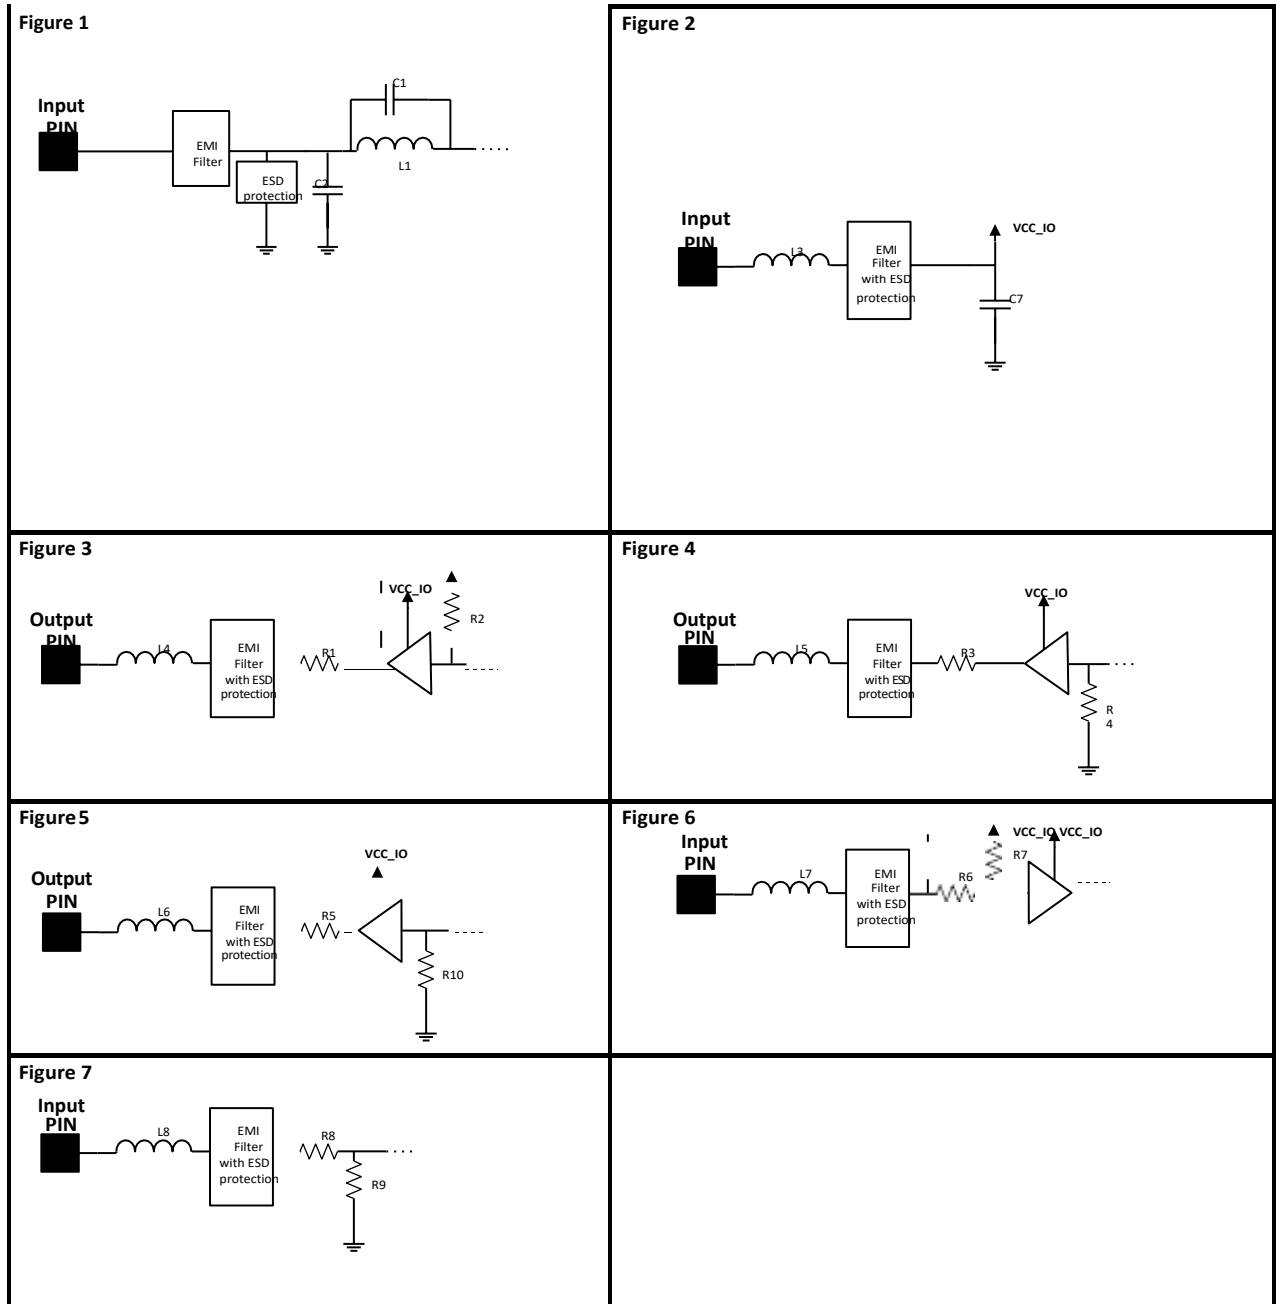 Figure 1
Input
PIN
EMI
Filter
ESD
protection
C2
C1
L1
Figure 2
Input
PIN
L3
EMI
Filter
with ESD
protection
VCC_IO
C7
Figure 3
Output
PIN
L4
EMI
Filter
with ESD
protection
R1
VCC_IO
R2
Figure 4
Output
PIN
L5
EMI
Filter
with ESD
protection
R3
VCC_IO
R
4
Figure 5
Output
PIN
L6
EMI
Filter
with ESD
protection
R5
VCC_IO
R10
Figure 6
Input
PIN
L7
EMI
Filter
with ESD
protection
R6
R7
VCC_IO VCC_IO
Figure 7
Input
PIN
L8
EMI
Filter
with ESD
protection
R8
R9